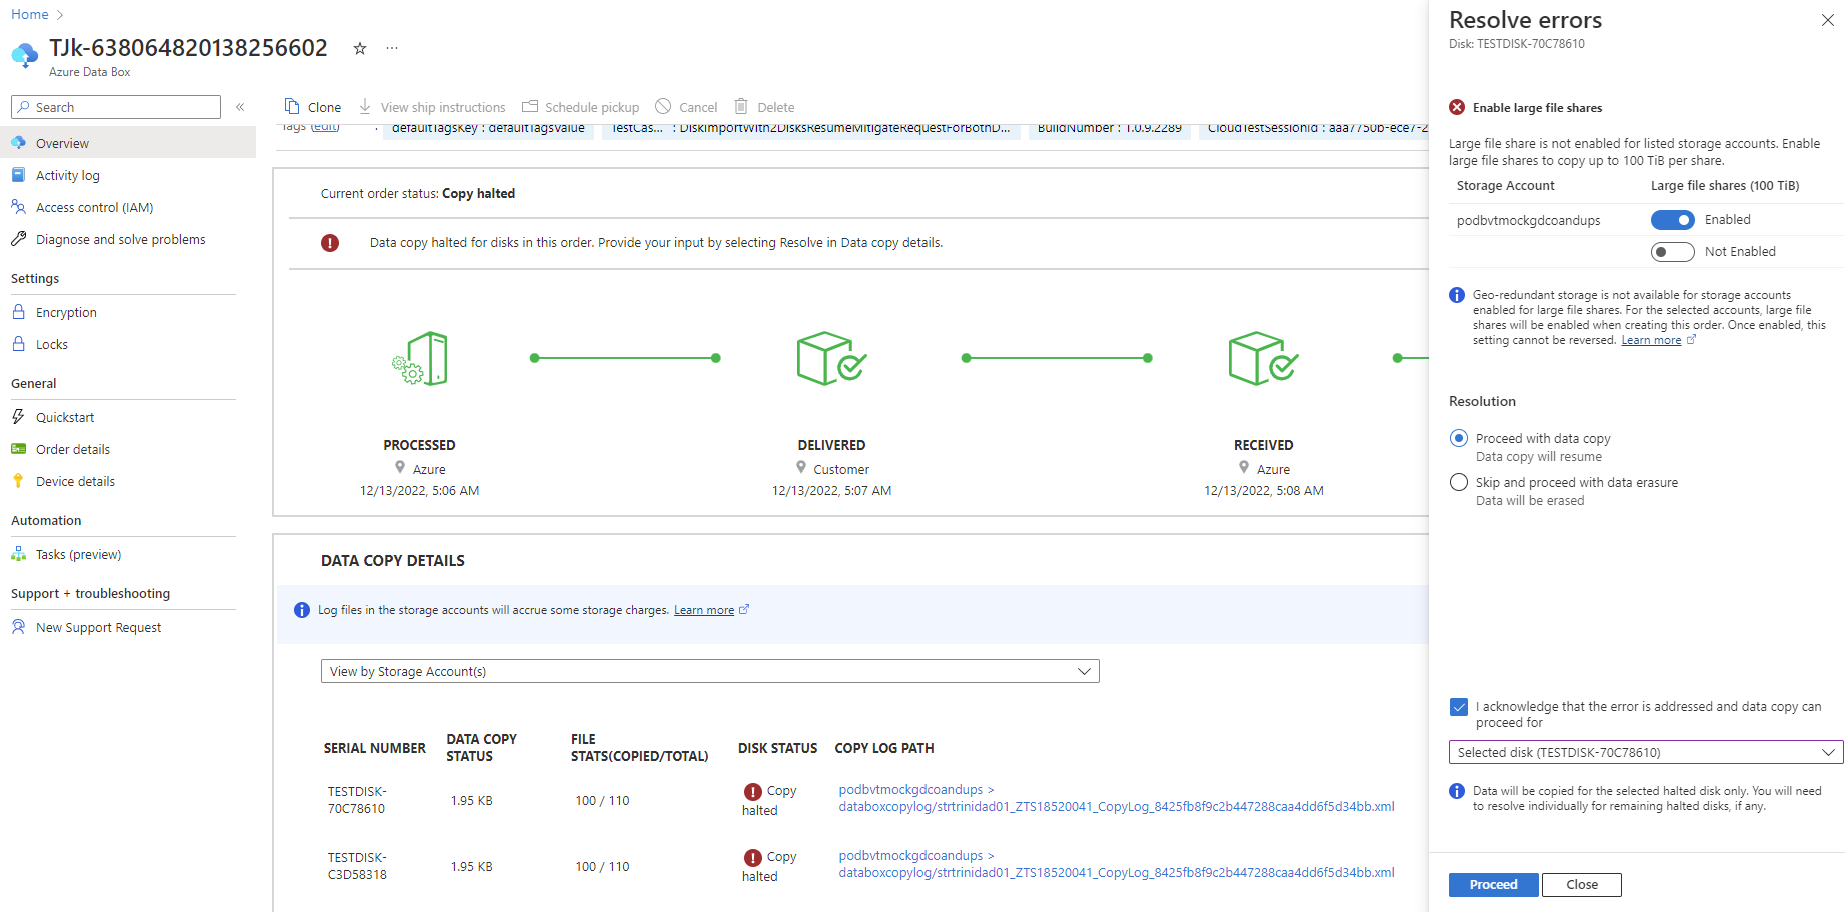 Home >
TJk-638064820138256602
Azure Data Box
Search
«
Overview
Activity log
Access control (IAM)
Diagnose and solve problems
Settings
Encryption
Locks
General
Quickstart
Order details
Device details
Automation
Tasks (preview)
Support + troubleshooting
New Support Request
Clone
View ship instructions
Schedule pickup
Cancel
Delete
Tags (edit) :
defaultTagsKey : defaultTagsValue
TestCas... : DiskImportWith2DisksResumeMitigateRequestForBothD...
BuildNumber : 1.0.9.2289
CloudTestSessionId : aaa7750b-ece7-2
Current order status: Copy halted
Data copy halted for disks in this order. Provide your input by selecting Resolve in Data copy details.
PROCESSED
Azure
12/13/2022, 5:06 AM
DELIVERED
Customer
12/13/2022, 5:07 AM
RECEIVED
Azure
12/13/2022, 5:08 AM
DATA COPY DETAILS
Log files in the storage accounts will accrue some storage charges. Learn more
View by Storage Account(s)
SERIAL NUMBER
DATA COPY
STATUS
FILE
STATS(COPIED/TOTAL)
DISK STATUS
COPY LOG PATH
TESTDISK-
70C78610
1.95 KB
100 / 110
Copy
halted
podbvtmockgdcoandups >
databoxcopylog/strtrinidad01_ZTS18520041_CopyLog_8425fb8f9c2b447288caa4dd6f5d34bb.xml
TESTDISK-
C3D58318
1.95 KB
100 / 110
Copy
halted
podbvtmockgdcoandups >
databoxcopylog/strtrinidad01_ZTS18520041_CopyLog_8425fb8f9c2b447288caa4dd6f5d34bb.xml
Resolve errors
Disk: TESTDISK-70C78610
Enable large file shares
Large file share is not enabled for listed storage accounts. Enable
large file shares to copy up to 100 TiB per share.
Storage Account
Large file shares (100 TiB)
podbvtmockgdcoandups
Enabled
Not Enabled
Geo-redundant storage is not available for storage accounts
enabled for large file shares. For the selected accounts, large file
shares will be enabled when creating this order. Once enabled, this
setting cannot be reversed. Learn more
Resolution
Proceed with data copy
Data copy will resume
Skip and proceed with data erasure
Data will be erased
I acknowledge that the error is addressed and data copy can
proceed for
Selected disk (TESTDISK-70C78610)
Data will be copied for the selected halted disk only. You will need
to resolve individually for remaining halted disks, if any.
Proceed
Close